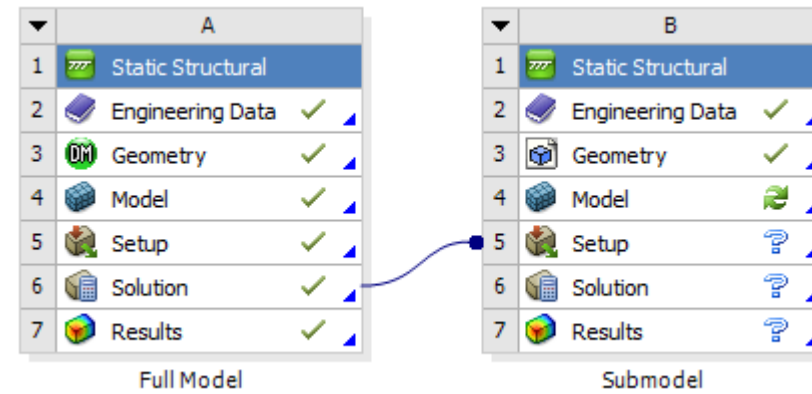 A
1 Static Structural
2 Engineering Data
3 DM Geometry
4 Model
5 Setup
6 Solution
7 Results
Full Model
B
1 Static Structural
2 Engineering Data
3 Geometry
4 Model
5 Setup
6 Solution
7 Results
Submodel